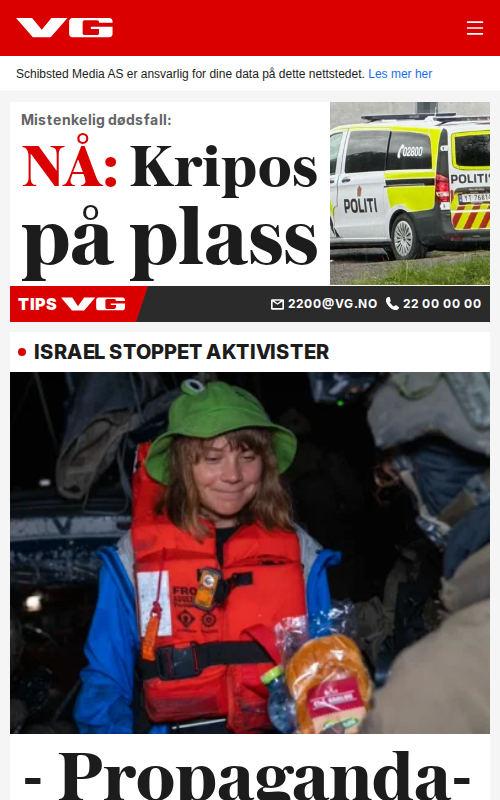 VG
Schibsted Media AS er ansvarlig for dine data på dette nettstedet. Les mer her
Mistenkelig dødsfall:
NÅ: Kripos
på plass
02800
POLITI
POLITI
TIPS VG 2200@VG.NO 22 00 00 00
ISRAEL STOPPET AKTIVISTER
- Propaganda-